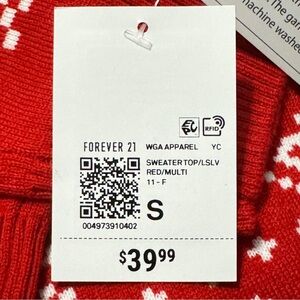 The gar
machine washe
RFID
FOREVER 21 WGA APPAREL YC
SWEATER TOP/LSLV
RED/MULTI
11 - F
S
004973910402
$39.99